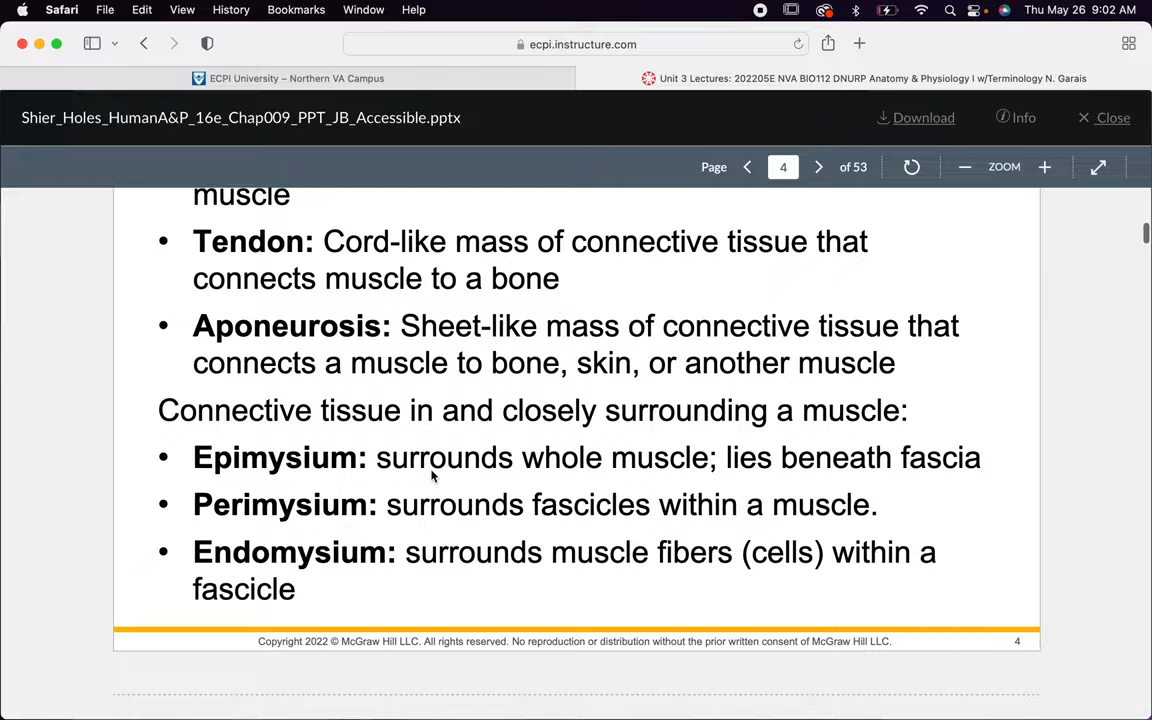 Safari File Edit View History Bookmarks Window Help Thu May 26 9:02 AM
ecpi.instructure.com
ECPI University – Northern VA Campus
Unit 3 Lectures: 202205E NVA BIO112 DNURP Anatomy & Physiology I w/Terminology N. Garais
Shier_Holes_HumanA&P_16e_Chap009_PPT_JB_Accessible.pptx
Download Info Close
Page 4 of 53 ZOOM
muscle
• Tendon: Cord-like mass of connective tissue that
connects muscle to a bone
• Aponeurosis: Sheet-like mass of connective tissue that
connects a muscle to bone, skin, or another muscle
Connective tissue in and closely surrounding a muscle:
• Epimysium: surrounds whole muscle; lies beneath fascia
• Perimysium: surrounds fascicles within a muscle.
• Endomysium: surrounds muscle fibers (cells) within a
fascicle
Copyright 2022 © McGraw Hill LLC. All rights reserved. No reproduction or distribution without the prior written consent of McGraw Hill LLC. 4